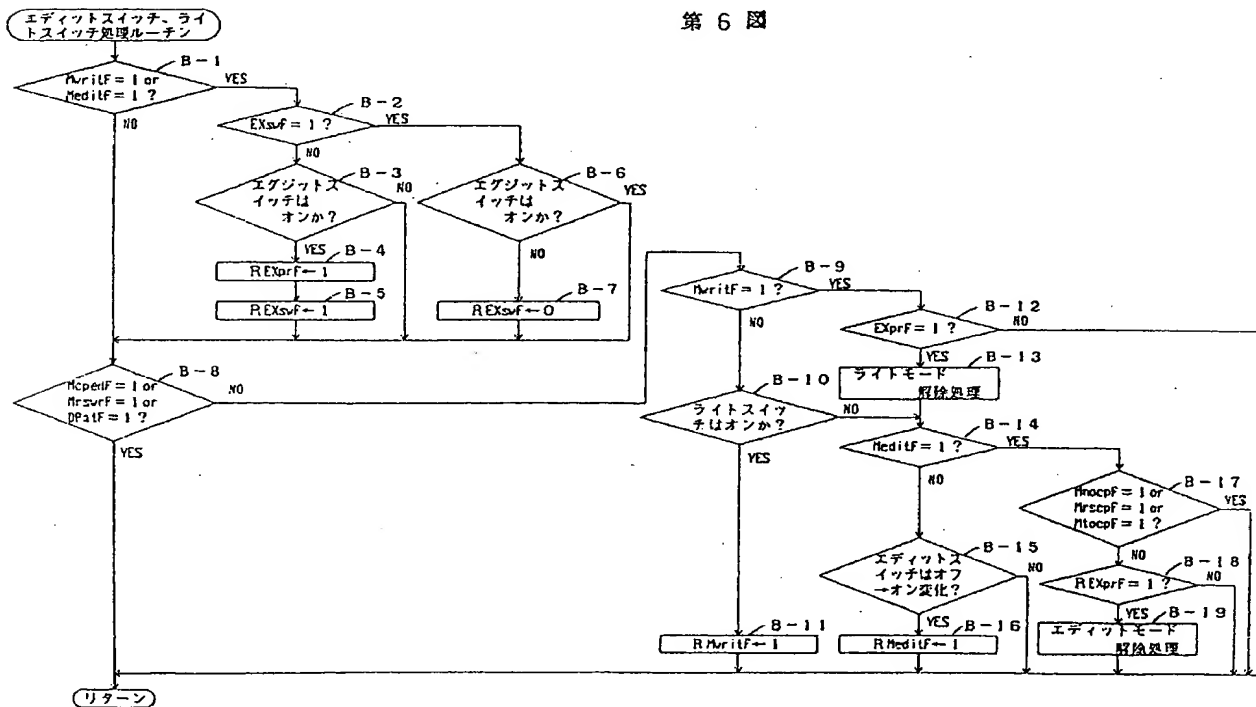 第 6 図
エディットスイッチ、ライ
トスイッチ処理ルーチン
B-1
MwritF = 1 or
MeditF = 1 ?
YES
NO
B-2
EXswF = 1 ?
YES
NO
B-3
エグジットス
イッチは
オンか?
NO
YES
B-4
REXprF ← 1
B-5
REXswF ← 1
B-6
エグジットス
イッチは
オンか?
YES
NO
B-7
REXswF ← 0
B-8
Mrswrf = 1 or
DPatF = 1 ?
NO
YES
B-9
MwritF = 1 ?
YES
NO
B-10
ライトスイッ
チはオンか?
NO
YES
B-11
RMwritF ← 1
B-12
EXprF = 1 ?
NO
YES
B-13
ライトモード
解除処理
B-14
MeditF = 1 ?
YES
NO
B-15
エディットス
イッチはオフ
→オン変化?
NO
YES
B-16
RMeditF ← 1
B-17
MnocpF = 1 or
MrscpF = 1 or
MtocpF = 1 ?
YES
NO
B-18
REXprF = 1 ?
NO
YES
B-19
エディットモード
解除処理
リターン